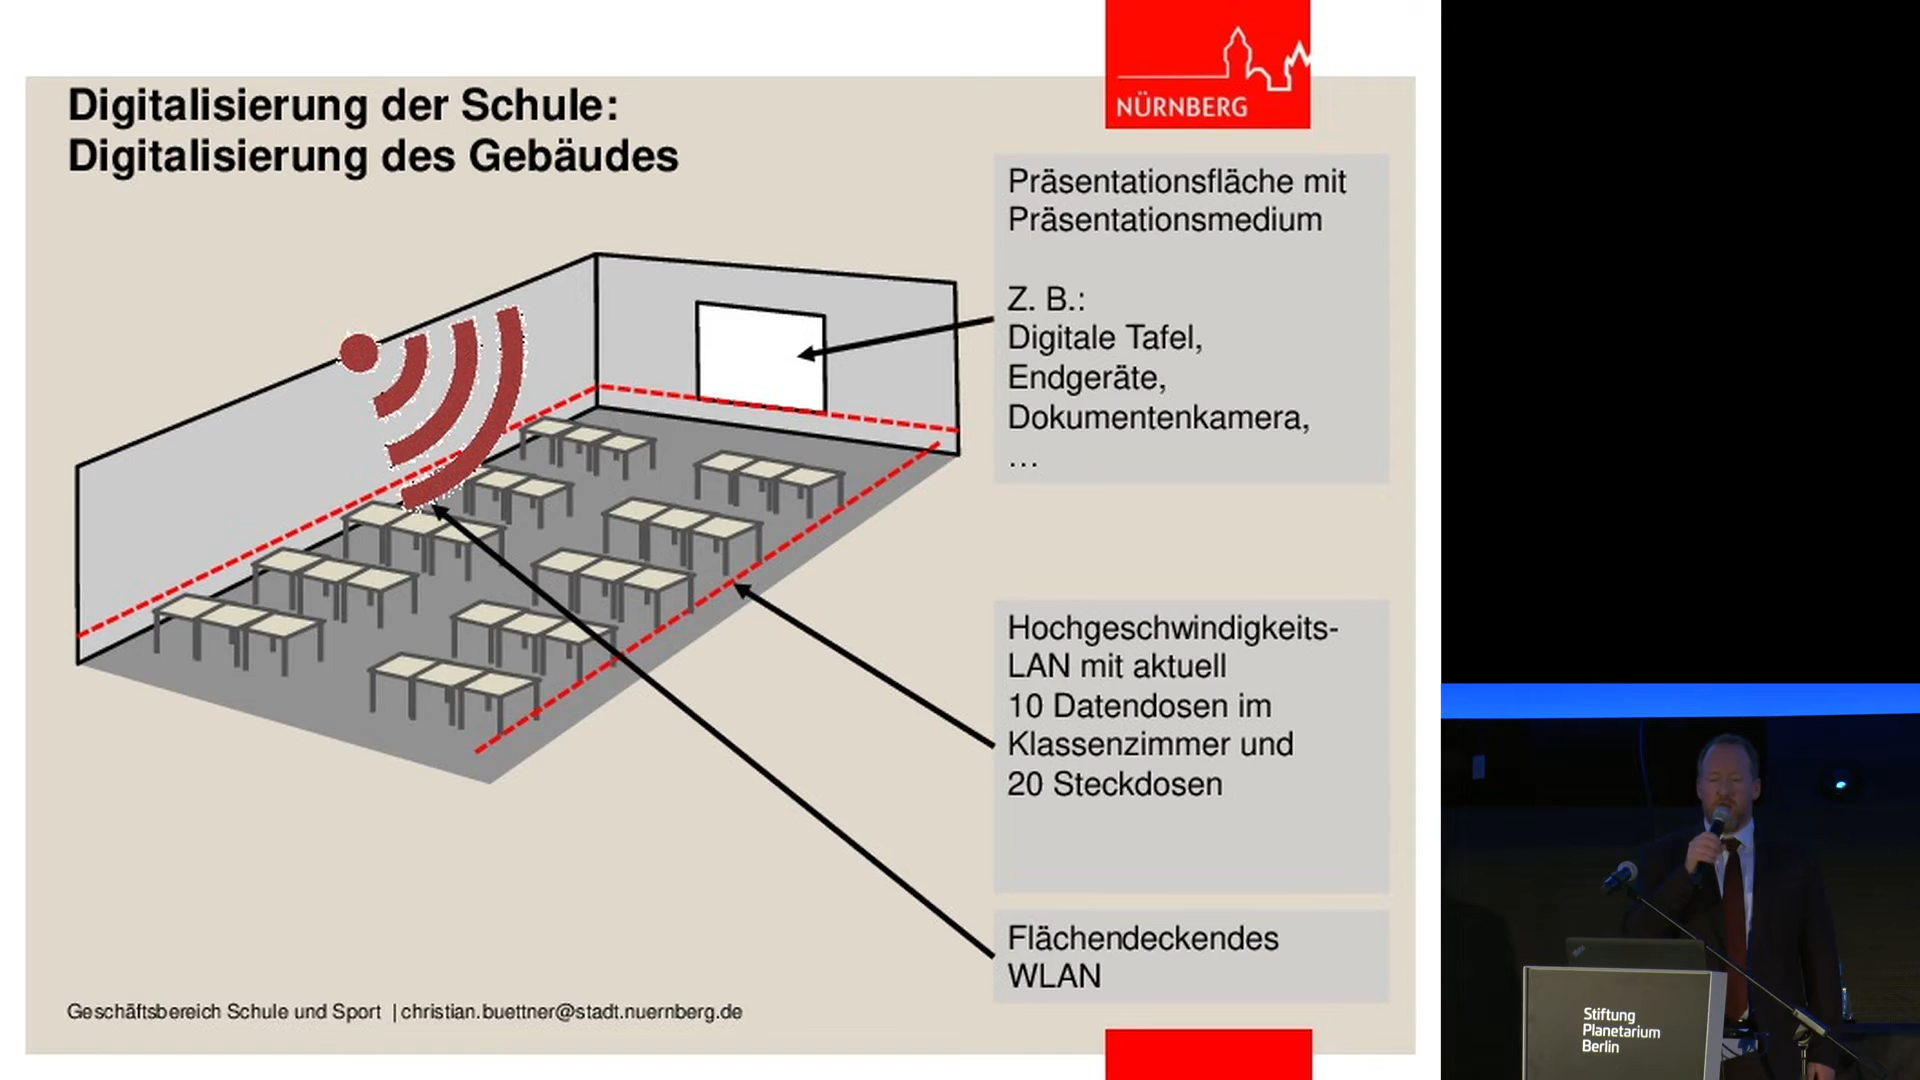 NÜRNBERG
Digitalisierung der Schule:
Digitalisierung des Gebäudes
Präsentationsfläche mit
Präsentationsmedium
Z. B.:
Digitale Tafel,
Endgeräte,
Dokumentenkamera,
...
Hochgeschwindigkeits-
LAN mit aktuell
10 Datendosen im
Klassenzimmer und
20 Steckdosen
Flächendeckendes
WLAN
Geschäftsbereich Schule und Sport | christian.buettner@stadt.nuernberg.de
Stiftung
Planetarium
Berlin